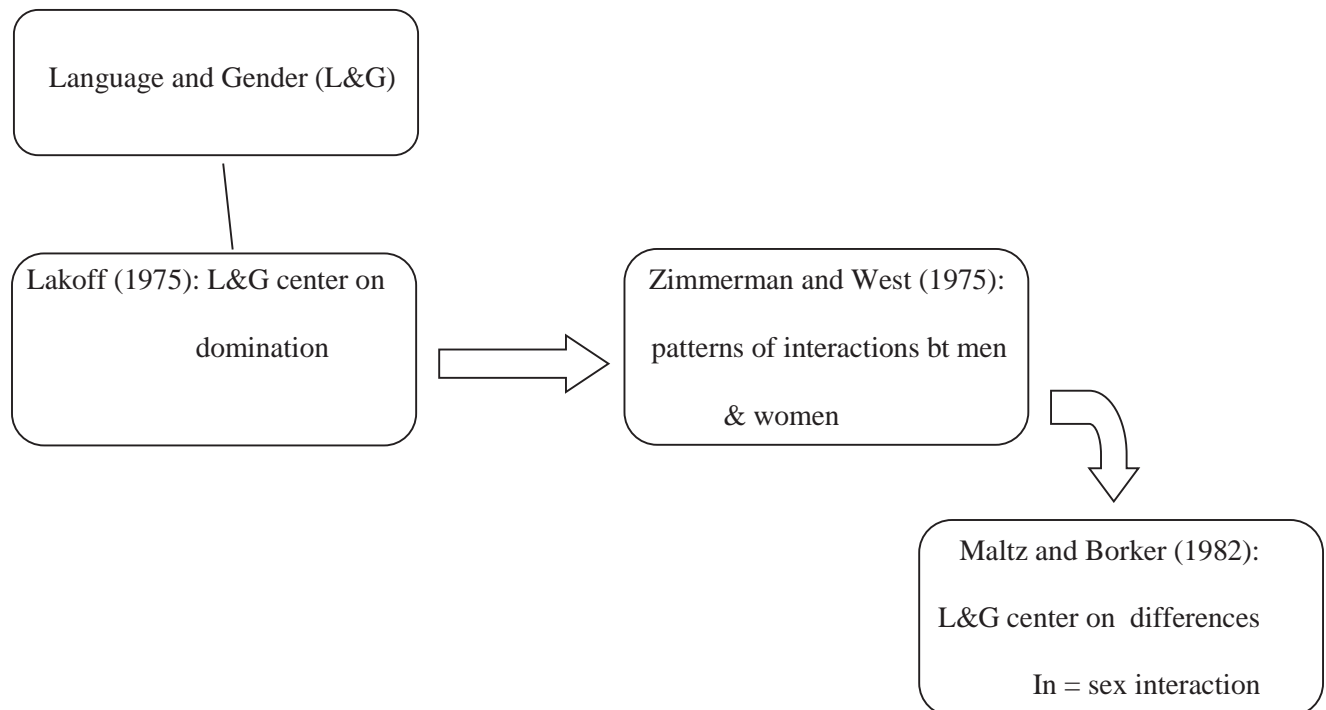 Language and Gender (L&G)
Lakoff (1975): L&G center on
domination
Zimmerman and West (1975):
patterns of interactions bt men
& women
Maltz and Borker (1982):
L&G center on differences
In = sex interaction